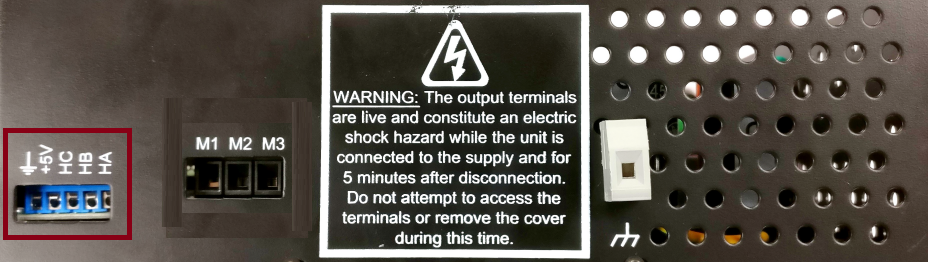 +5V
HC
HB
HA
M1 M2 M3
WARNING: The output terminals
are live and constitute an electric
shock hazard while the unit is
connected to the supply and for
5 minutes after disconnection.
Do not attempt to access the
terminals or remove the cover
during this time.